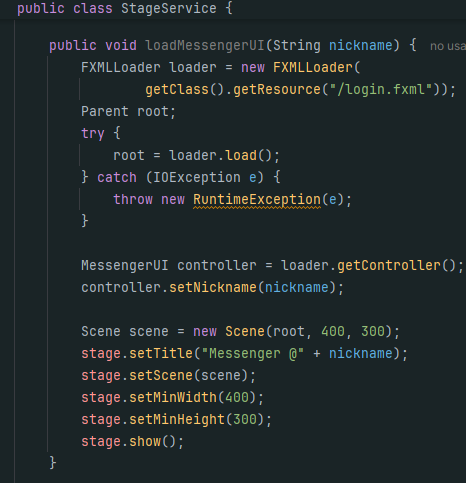 public class StageService {
public void loadMessengerUI(String nickname) { no usa
FXMLLoader loader = new FXMLLoader(
getClass().getResource("/login.fxml"));
Parent root;
try {
root = loader.load();
} catch (IOException e) {
throw new RuntimeException(e);
}
MessengerUI controller = loader.getController();
controller.setNickname(nickname);
Scene scene = new Scene(root, 400, 300);
stage.setTitle("Messenger @" + nickname);
stage.setScene(scene);
stage.setMinWidth(400);
stage.setMinHeight(300);
stage.show();
}